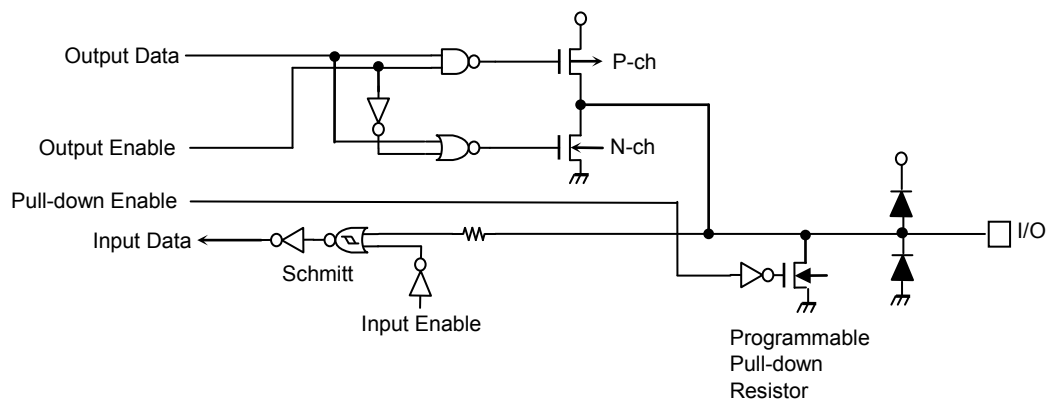 Output Data
P-ch
Output Enable
N-ch
Pull-down Enable
Input Data
I/O
Schmitt
Input Enable
Programmable
Pull-down
Resistor